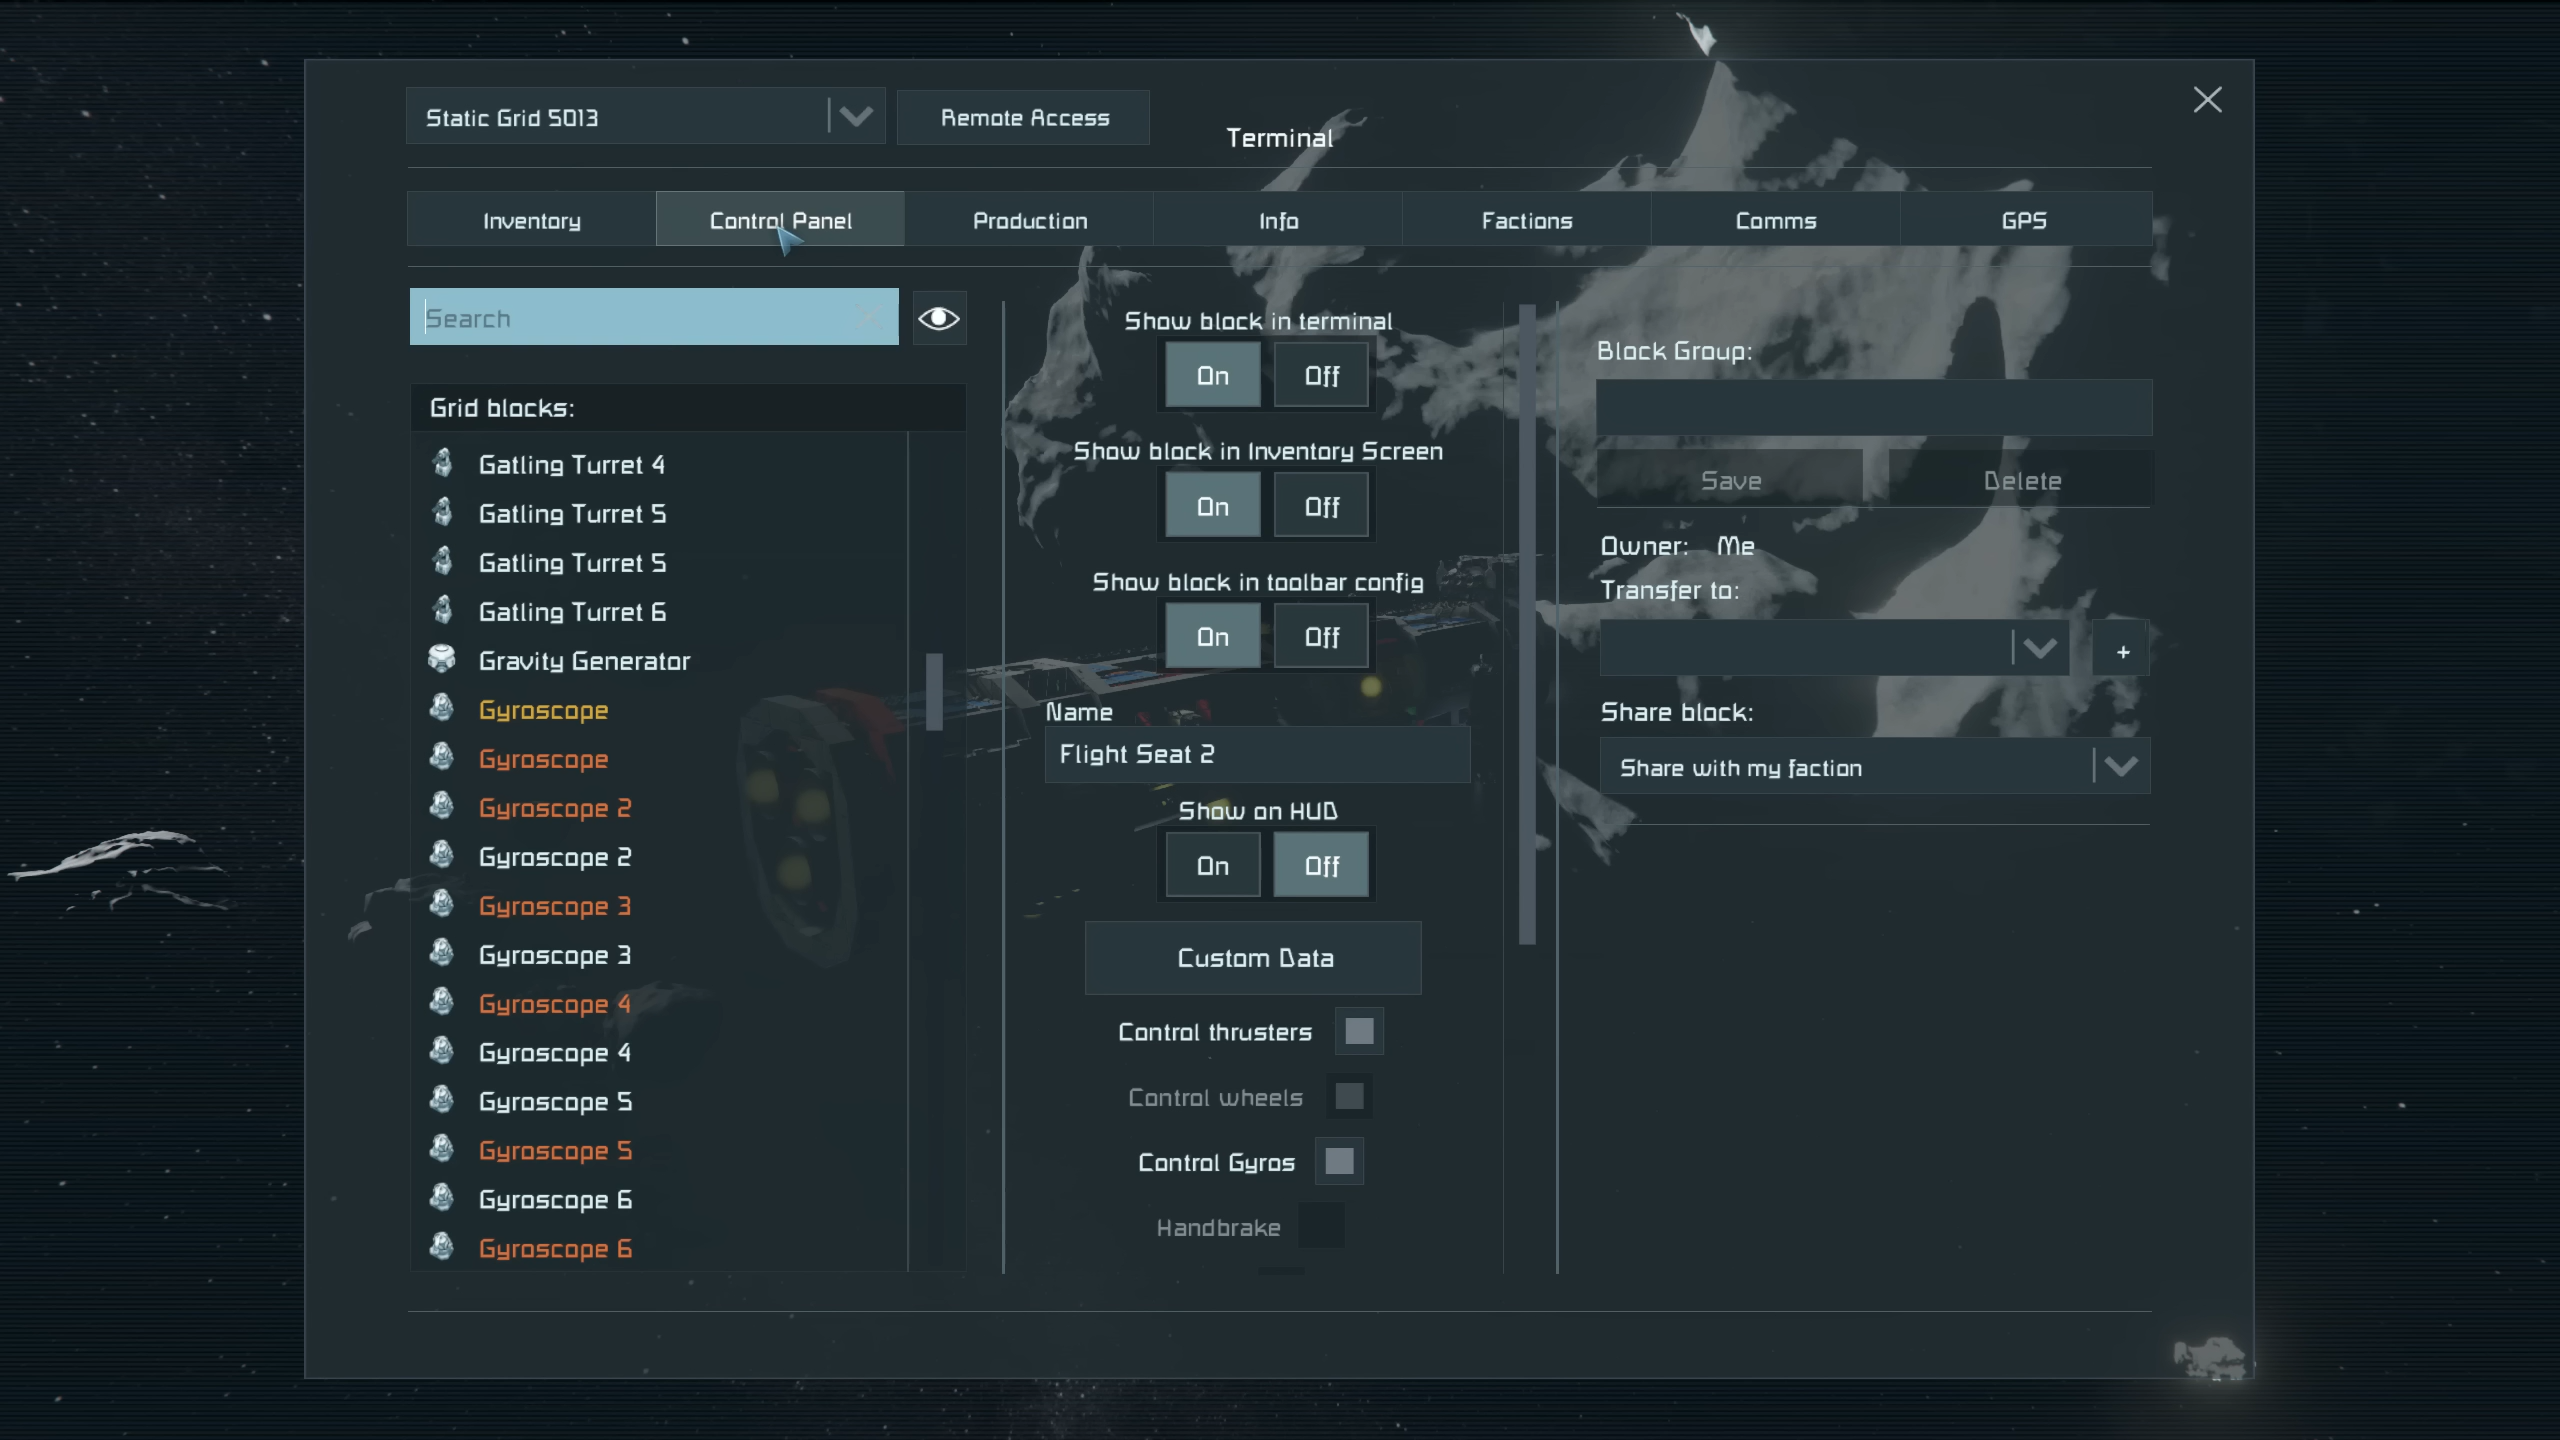 Static Grid 5013
Remote Access
Terminal
Inventory
Control Panel
Production
Info
Factions
Comms
GPS
Search
Grid blocks:
Gatling Turret 4
Gatling Turret 5
Gatling Turret 5
Gatling Turret 6
Gravity Generator
Gyroscope
Gyroscope
Gyroscope 2
Gyroscope 2
Gyroscope 3
Gyroscope 3
Gyroscope 4
Gyroscope 4
Gyroscope 5
Gyroscope 5
Gyroscope 6
Gyroscope 6
Show block in terminal
On Off
Show block in Inventory Screen
On Off
Show block in toolbar config
On Off
Name
Flight Seat 2
Show on HUD
On Off
Custom Data
Control thrusters
Control wheels
Control Gyros
Handbrake
Block Group:
Save
Delete
Owner: Me
Transfer to:
+
Share block:
Share with my faction